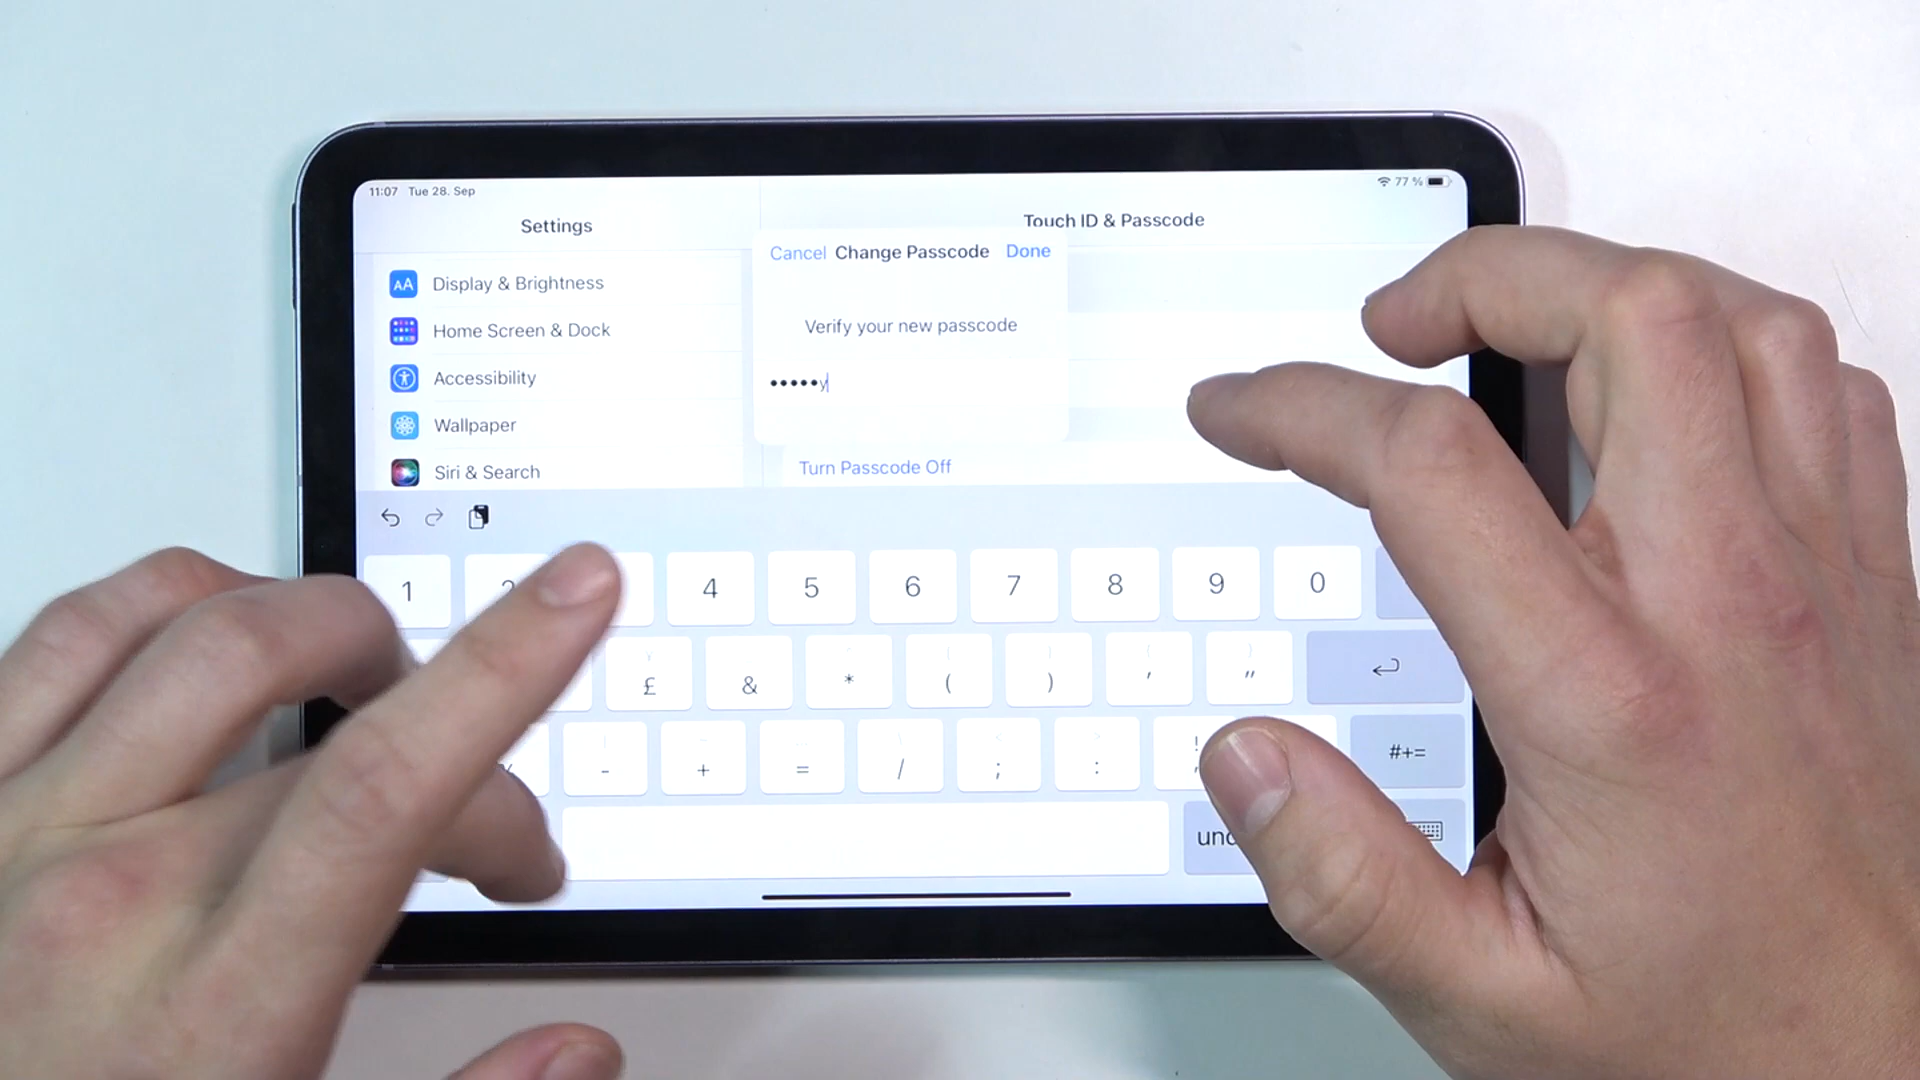 11:07 Tue 28. Sep
77 %
Settings
Touch ID & Passcode
Cancel Change Passcode Done
Display & Brightness
Verify your new passcode
Home Screen & Dock
Accessibility
•••••y
Wallpaper
Turn Passcode Off
Siri & Search
1 2 4 5 6 7 8 9 0
£ & * ( ) ' "
% - + = / ; : !
#+=